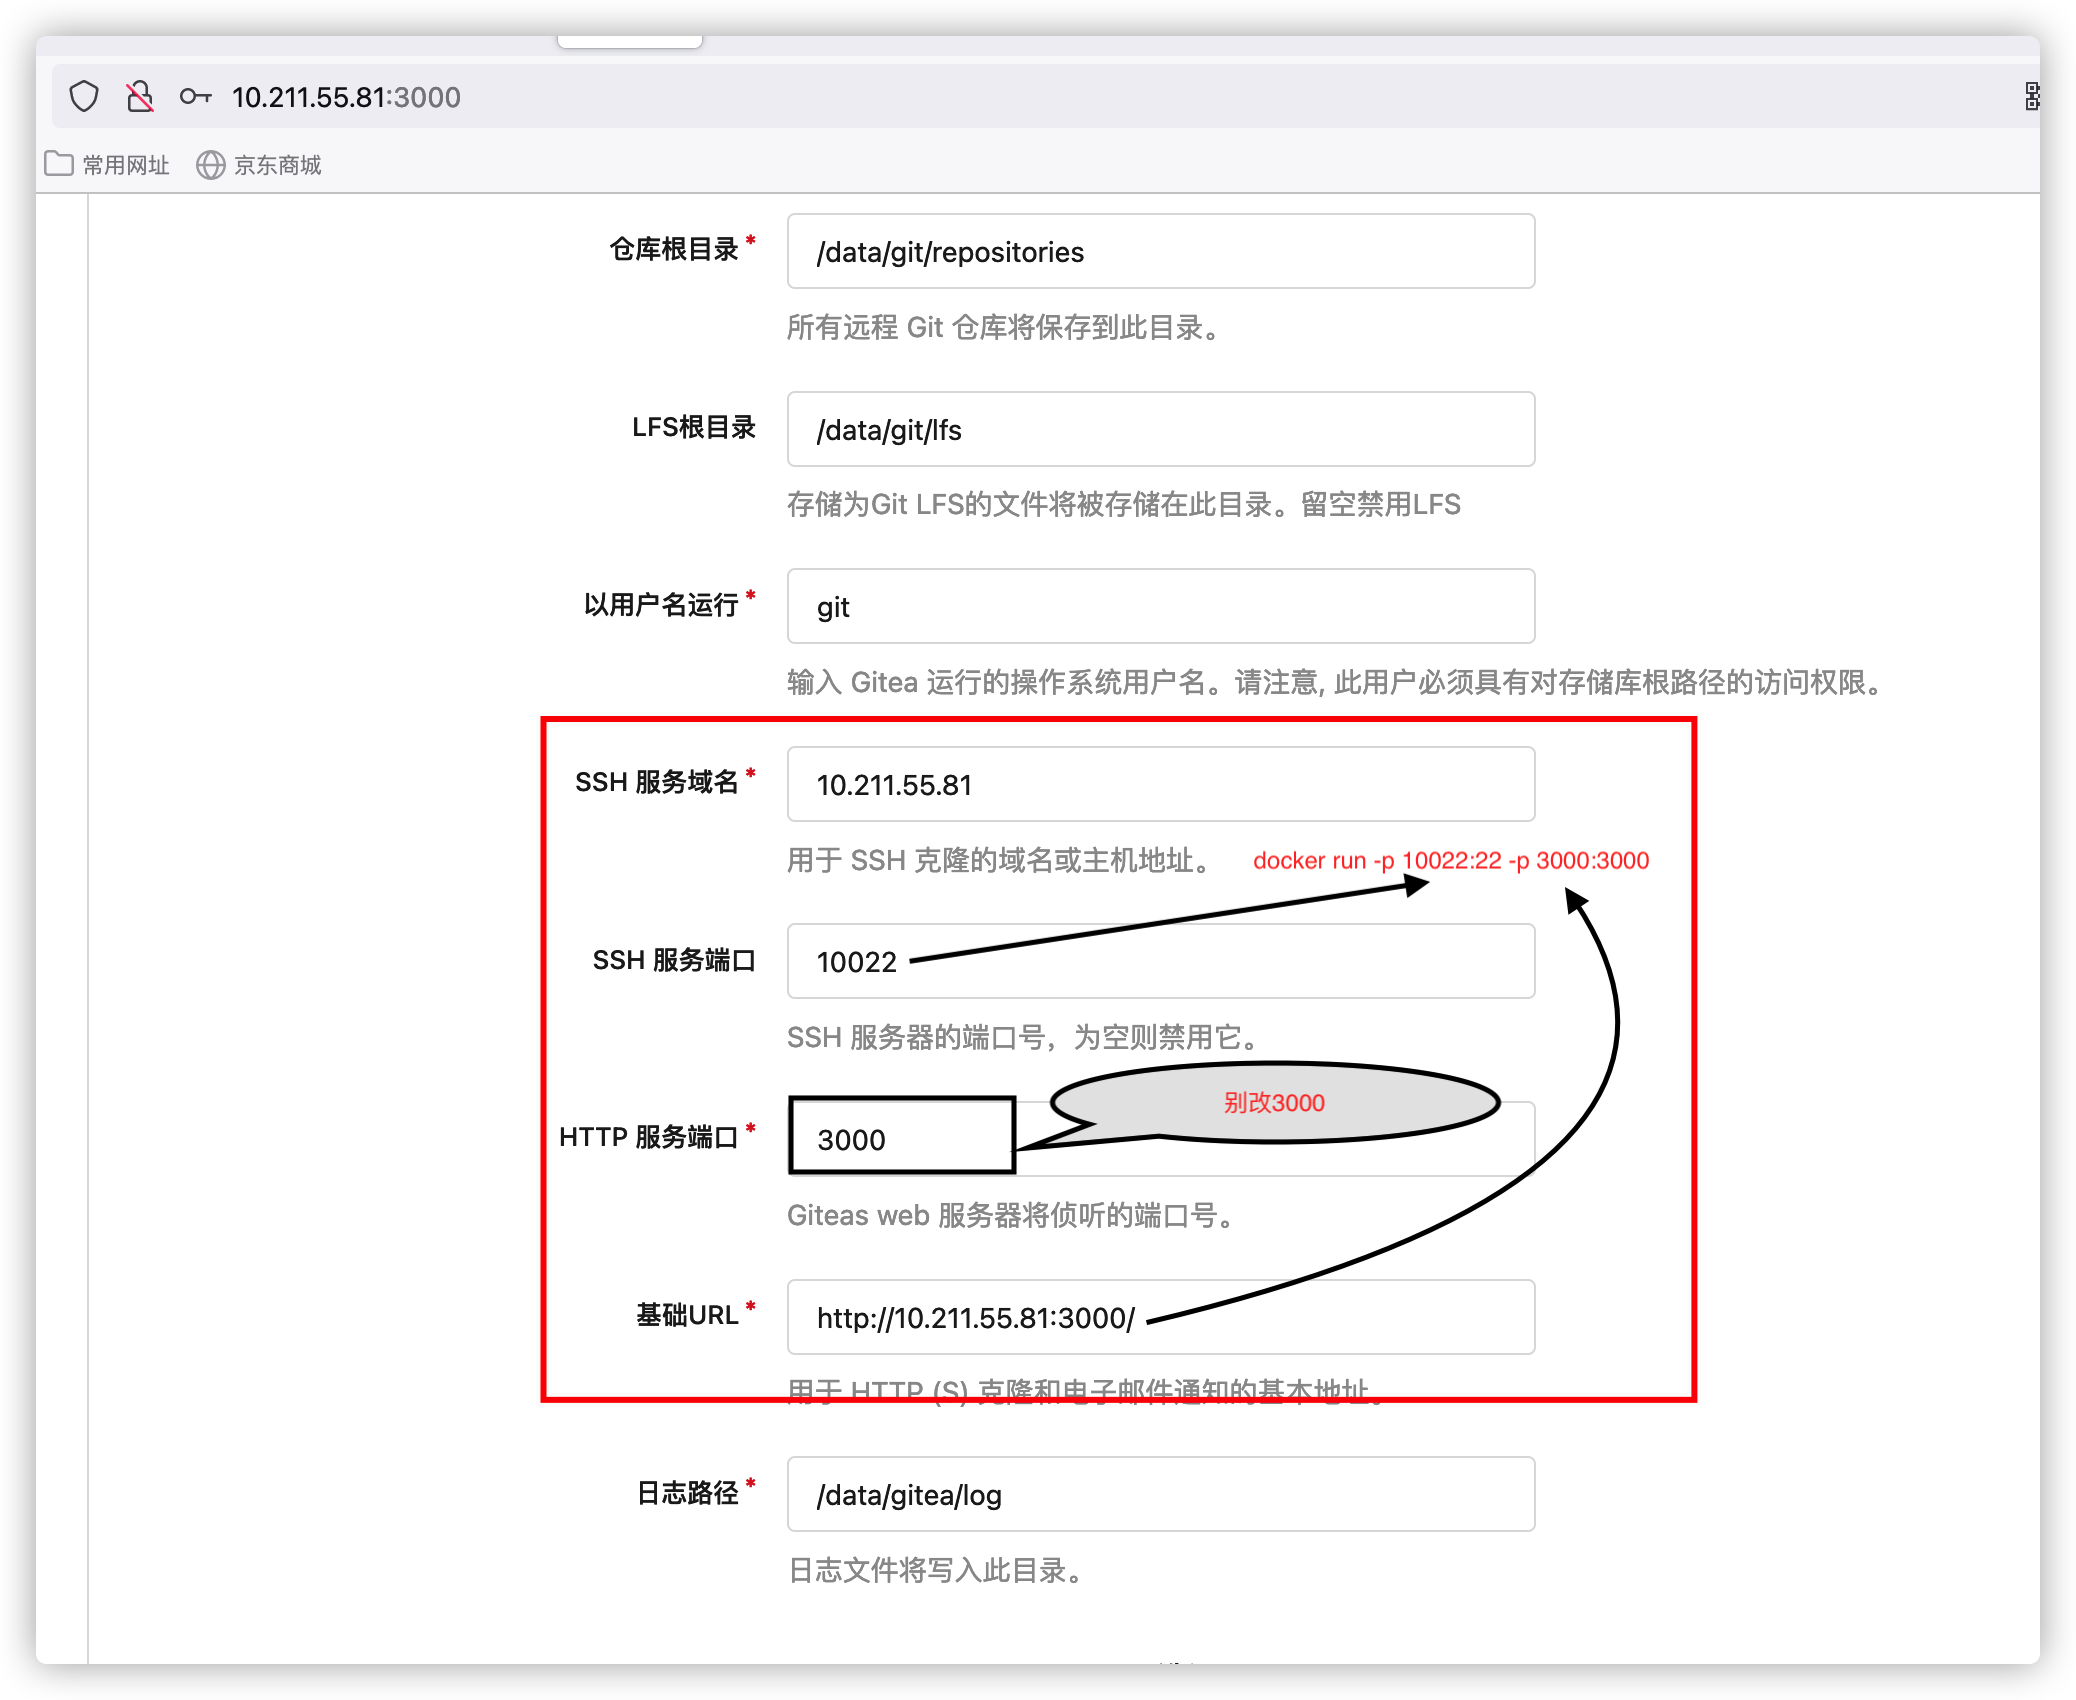 10.211.55.81:3000
常用网址 京东商城
仓库根目录* /data/git/repositories
所有远程 Git 仓库将保存到此目录。
LFS根目录 /data/git/lfs
存储为Git LFS的文件将被存储在此目录。留空禁用LFS
以用户名运行* git
输入 Gitea 运行的操作系统用户名。请注意, 此用户必须具有对存储库根路径的访问权限。
SSH 服务域名* 10.211.55.81
用于 SSH 克隆的域名或主机地址。 docker run -p 10022:22 -p 3000:3000
SSH 服务端口 10022
SSH 服务器的端口号，为空则禁用它。
别改3000
HTTP 服务端口* 3000
Giteas web 服务器将侦听的端口号。
基础URL* http://10.211.55.81:3000/
用于 HTTP (S) 克隆和电子邮件通知的基本地址。
日志路径* /data/gitea/log
日志文件将写入此目录。